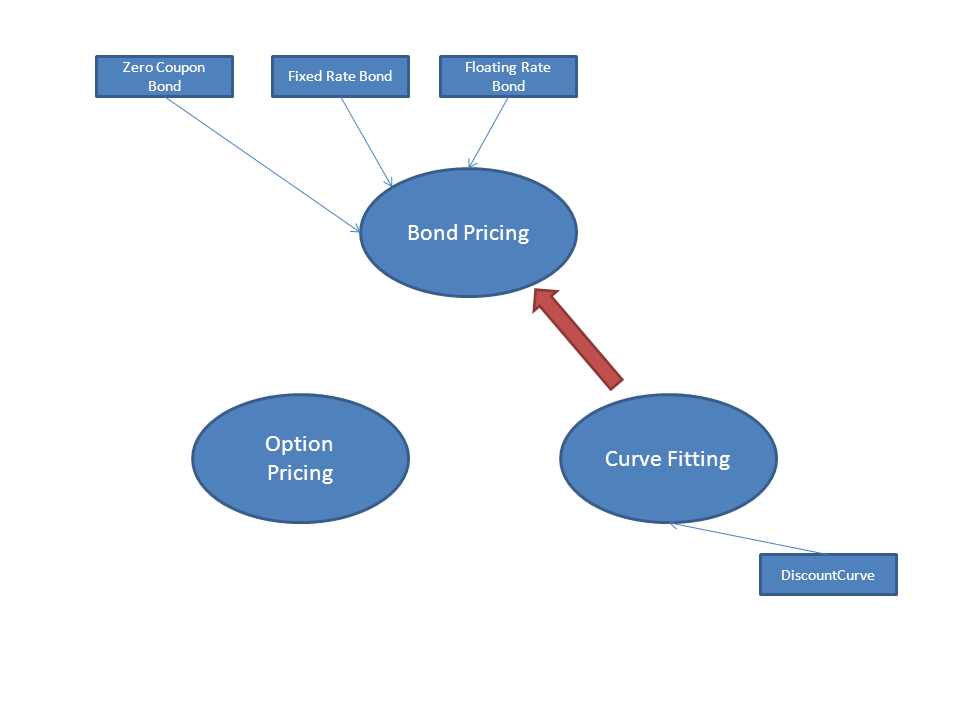 Zero Coupon
Bond
Fixed Rate Bond
Floating Rate
Bond
Bond Pricing
Option
Pricing
Curve Fitting
DiscountCurve